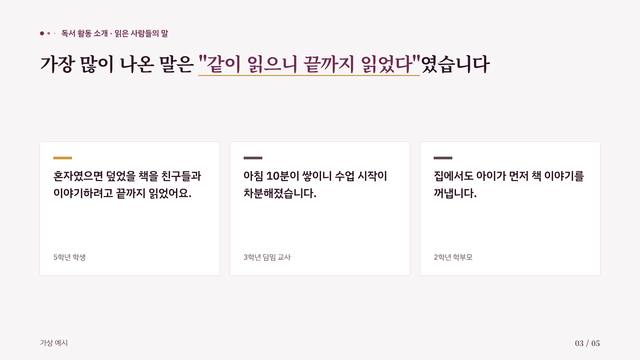 독서 활동 소개 · 읽은 사람들의 말
가장 많이 나온 말은 "같이 읽으니 끝까지 읽었다"였습니다
혼자였으면 덮었을 책을 친구들과
이야기하려고 끝까지 읽었어요.
5학년 학생
아침 10분이 쌓이니 수업 시작이
차분해졌습니다.
3학년 담임 교사
집에서도 아이가 먼저 책 이야기를
꺼냅니다.
2학년 학부모
가상 예시
03 / 05